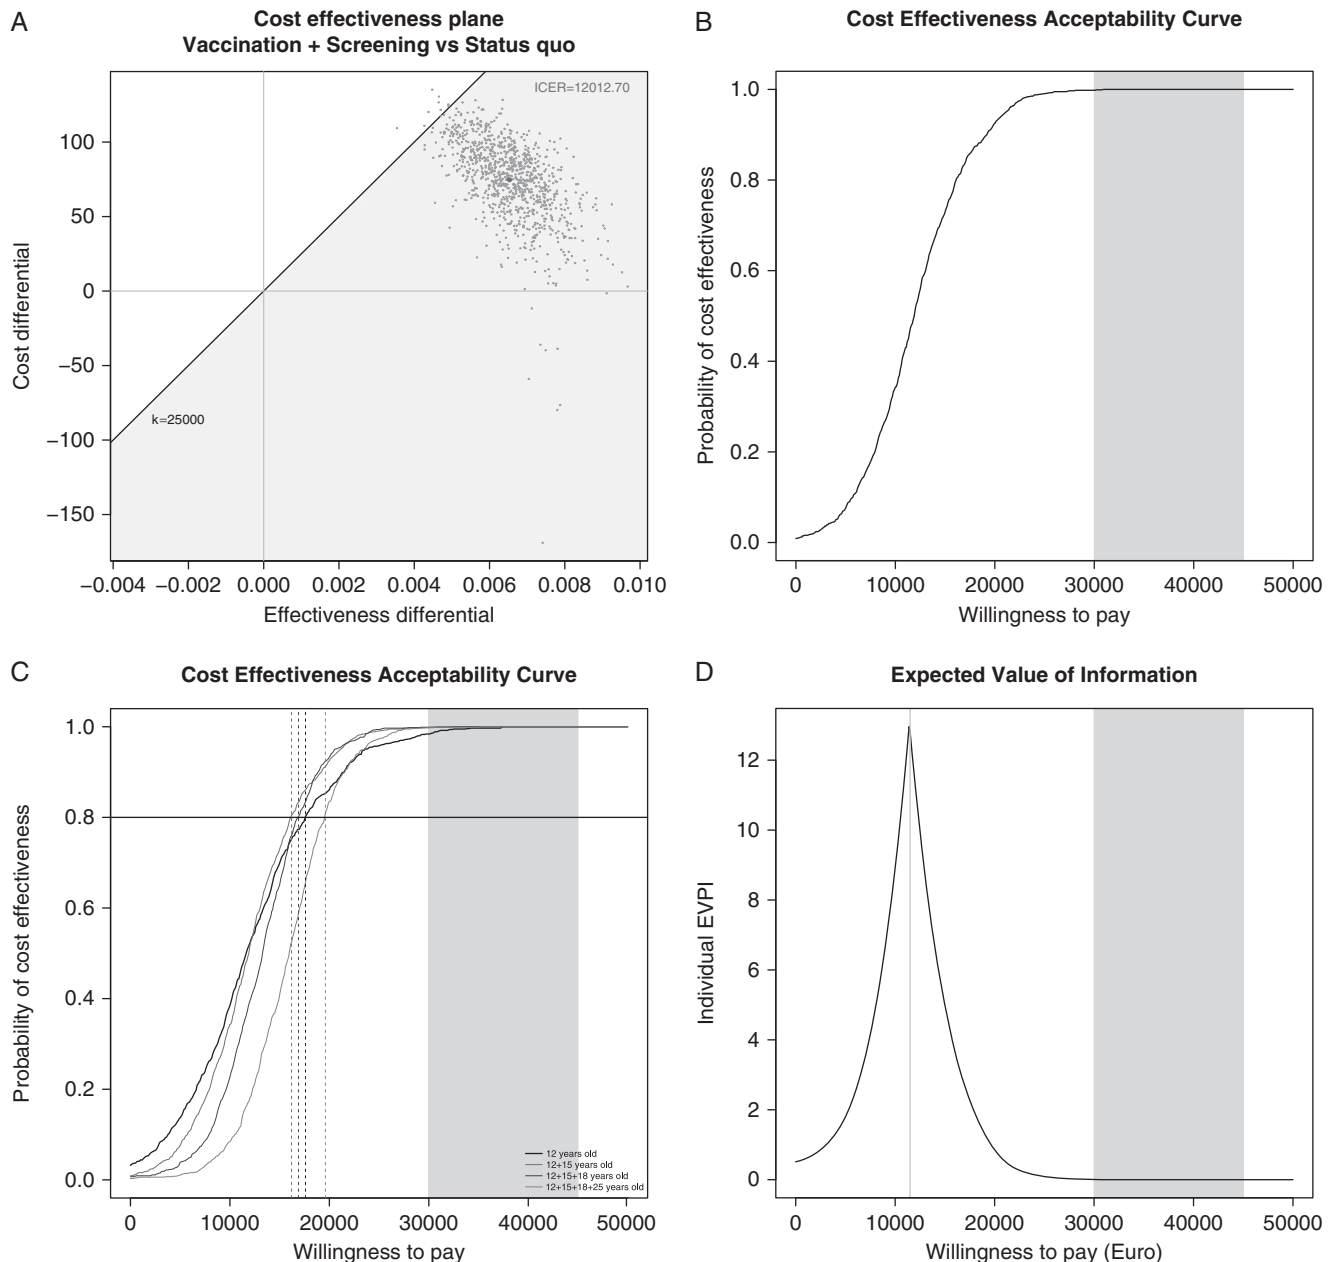 A
Cost effectiveness plane
Vaccination + Screening vs Status quo
ICER=12012.70
100
50
0
−50
−100
−150
Cost differential
k=25000
−0.004 −0.002 0.000 0.002 0.004 0.006 0.008 0.010
Effectiveness differential
B
Cost Effectiveness Acceptability Curve
1.0
0.8
0.6
0.4
0.2
0.0
Probability of cost effectiveness
0 10000 20000 30000 40000 50000
Willingness to pay
C
Cost Effectiveness Acceptability Curve
1.0
0.8
0.6
0.4
0.2
0.0
Probability of cost effectiveness
12 years old
12+15 years old
12+15+18 years old
12+15+18+25 years old
0 10000 20000 30000 40000 50000
Willingness to pay
D
Expected Value of Information
12
10
8
6
4
2
0
Individual EVPI
0 10000 20000 30000 40000 50000
Willingness to pay (Euro)